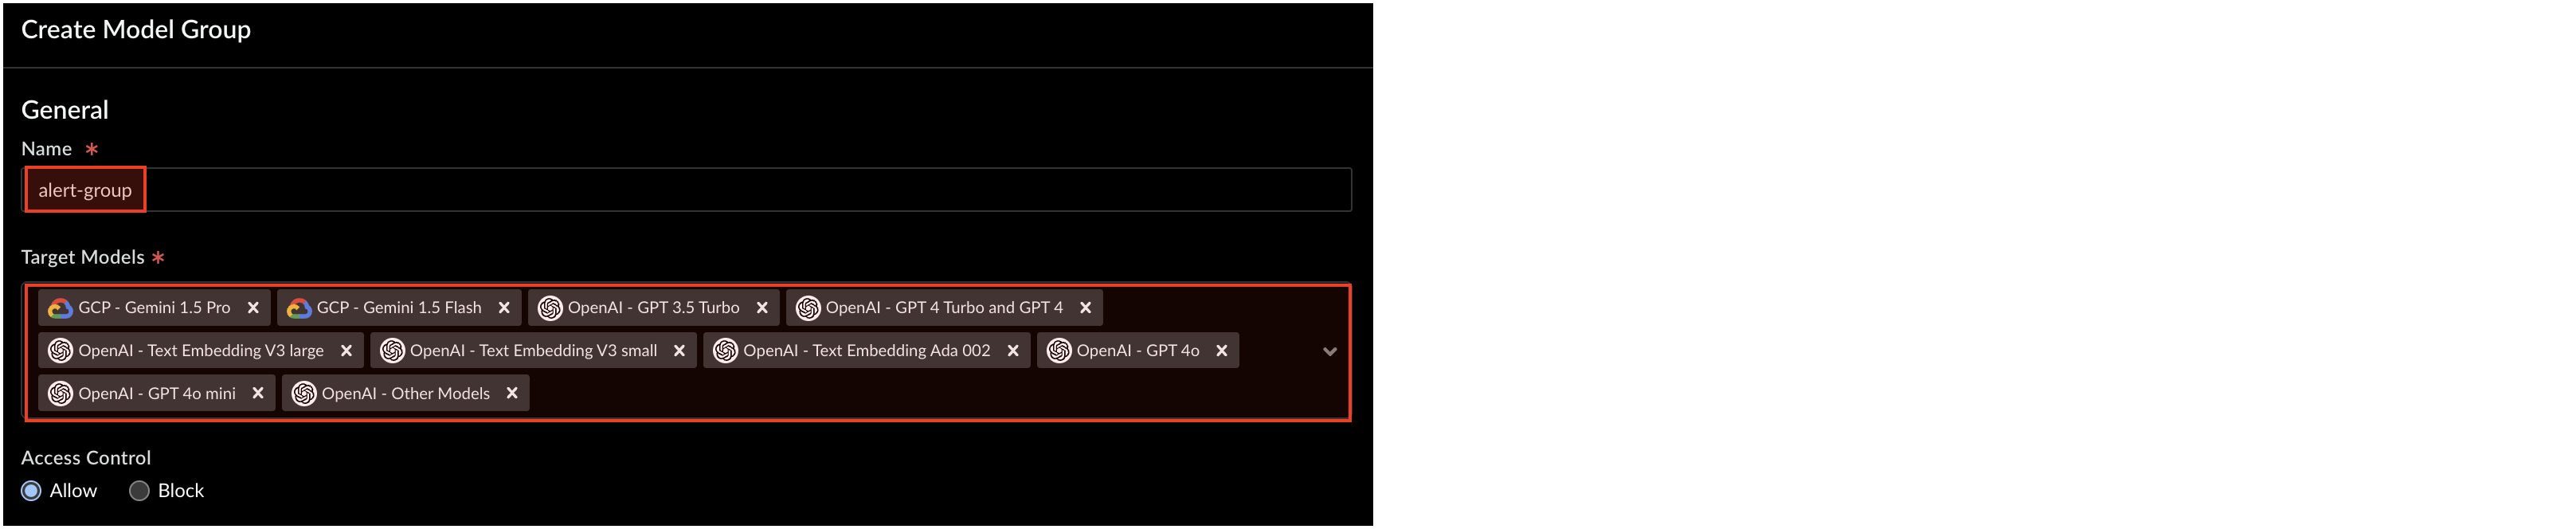 Create Model Group
General
Name *
alert-group
Target Models *
GCP - Gemini 1.5 Pro × GCP - Gemini 1.5 Flash × OpenAI - GPT 3.5 Turbo × OpenAI - GPT 4 Turbo and GPT 4 ×
OpenAI - Text Embedding V3 large × OpenAI - Text Embedding V3 small × OpenAI - Text Embedding Ada 002 × OpenAI - GPT 4o ×
OpenAI - GPT 4o mini × OpenAI - Other Models ×
Access Control
Allow Block